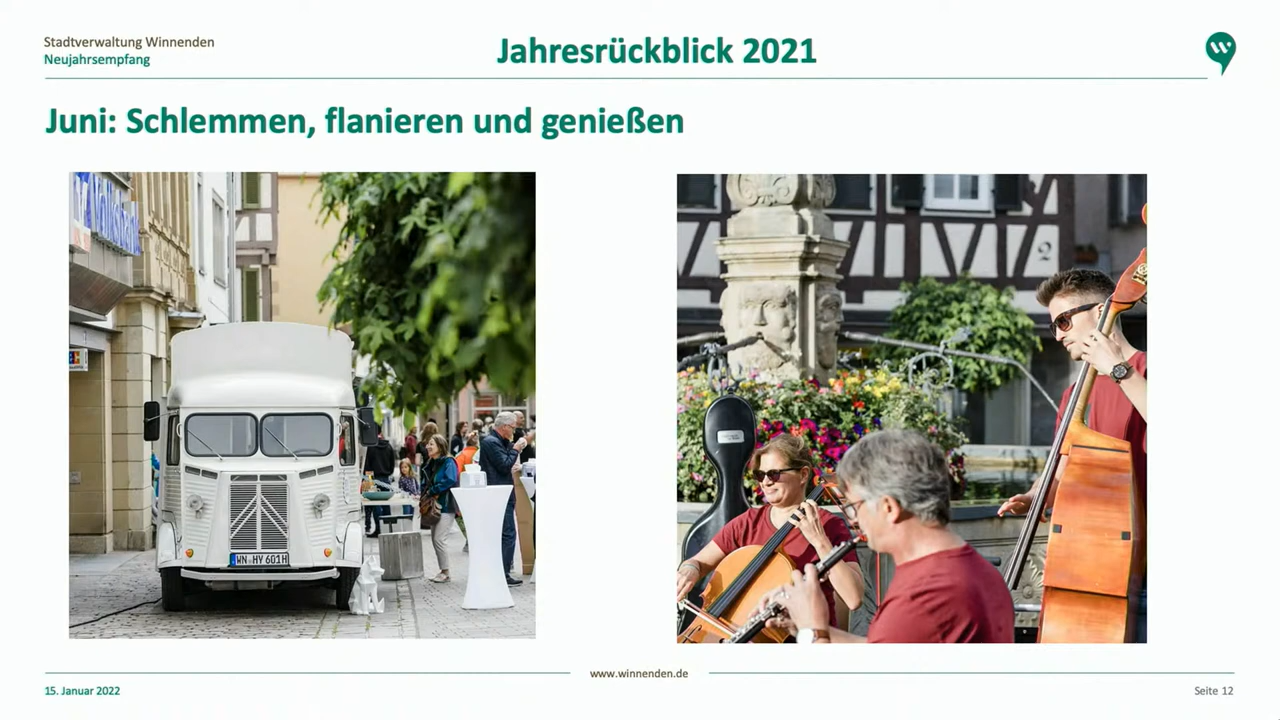 Stadtverwaltung Winnenden
Neujahrsempfang
Jahresrückblick 2021
Juni: Schlemmen, flanieren und genießen
Volksbank
WN HY 601H
www.winnenden.de
15. Januar 2022
Seite 12